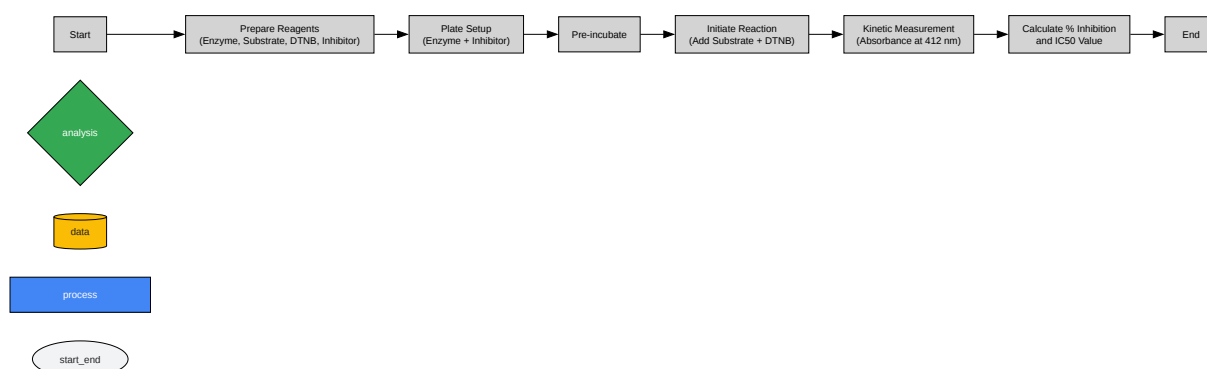 Start
Prepare Reagents
(Enzyme, Substrate, DTNB, Inhibitor)
Plate Setup
(Enzyme + Inhibitor)
Pre-incubate
Initiate Reaction
(Add Substrate + DTNB)
Kinetic Measurement
(Absorbance at 412 nm)
Calculate % Inhibition
and IC50 Value
End
analysis
data
process
start_end